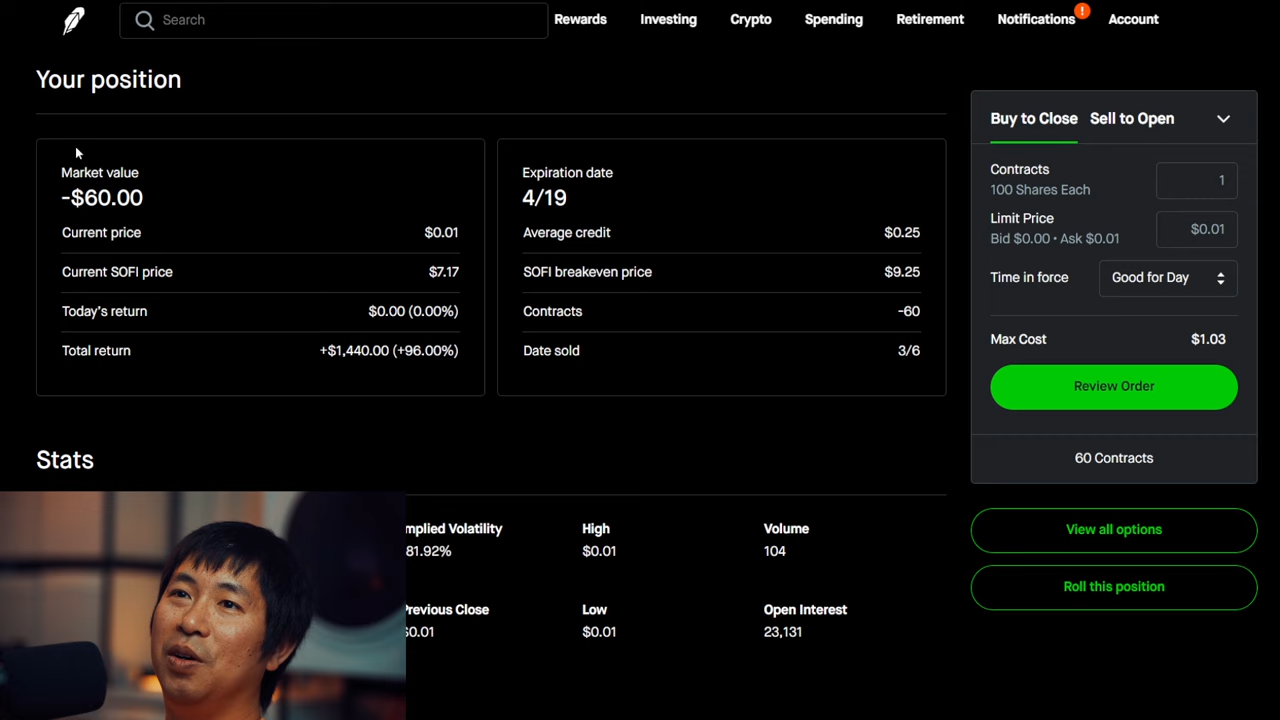 Search
Rewards
Investing
Crypto
Spending
Retirement
Notifications
!
Account
Your position
Market value
-$60.00
Current price $0.01
Current SOFI price $7.17
Today's return $0.00 (0.00%)
Total return +$1,440.00 (+96.00%)
Expiration date
4/19
Average credit $0.25
SOFI breakeven price $9.25
Contracts -60
Date sold 3/6
Buy to Close Sell to Open
Contracts 1
100 Shares Each
Limit Price $0.01
Bid $0.00 • Ask $0.01
Time in force Good for Day
Max Cost $1.03
Review Order
60 Contracts
View all options
Roll this position
Stats
mplied Volatility
81.92%
High
$0.01
Volume
104
Previous Close
$0.01
Low
$0.01
Open Interest
23,131